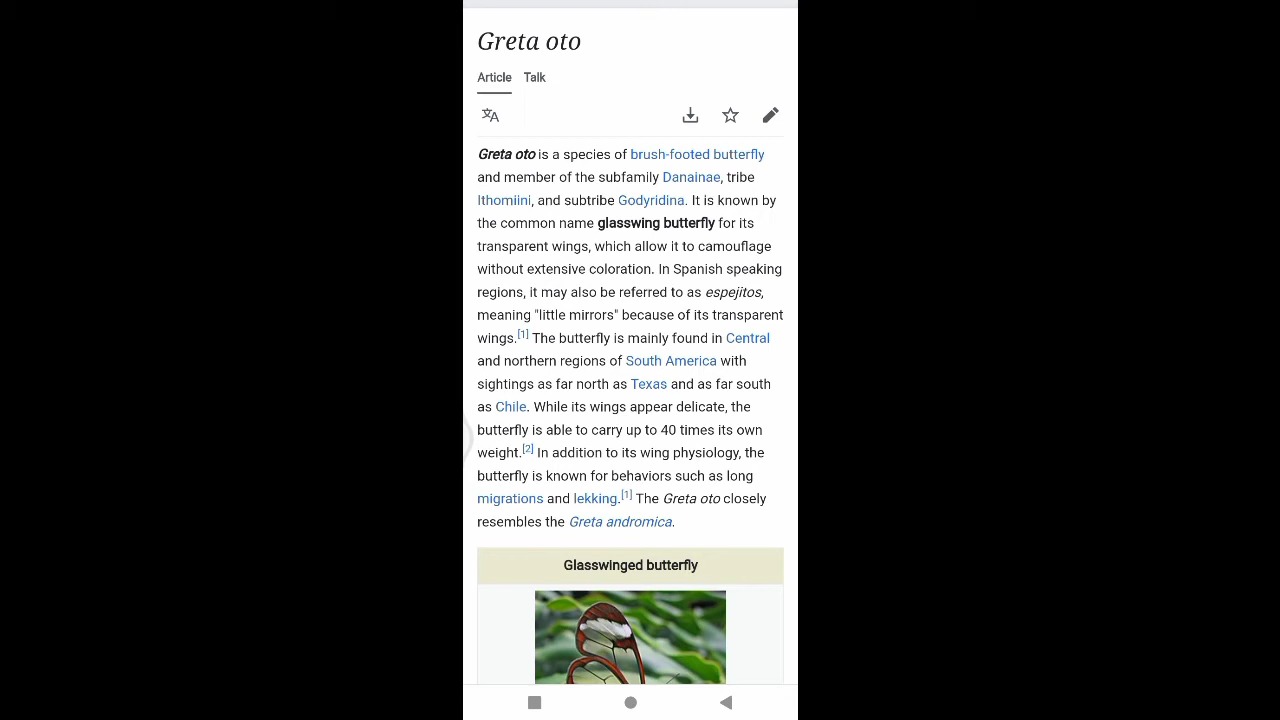 Greta oto
Article Talk
Greta oto is a species of brush-footed butterfly
and member of the subfamily Danainae, tribe
Ithomiini, and subtribe Godyridina. It is known by
the common name glasswing butterfly for its
transparent wings, which allow it to camouflage
without extensive coloration. In Spanish speaking
regions, it may also be referred to as espejitos,
meaning "little mirrors" because of its transparent
wings.[1] The butterfly is mainly found in Central
and northern regions of South America with
sightings as far north as Texas and as far south
as Chile. While its wings appear delicate, the
butterfly is able to carry up to 40 times its own
weight.[2] In addition to its wing physiology, the
butterfly is known for behaviors such as long
migrations and lekking.[1] The Greta oto closely
resembles the Greta andromica.
Glasswinged butterfly